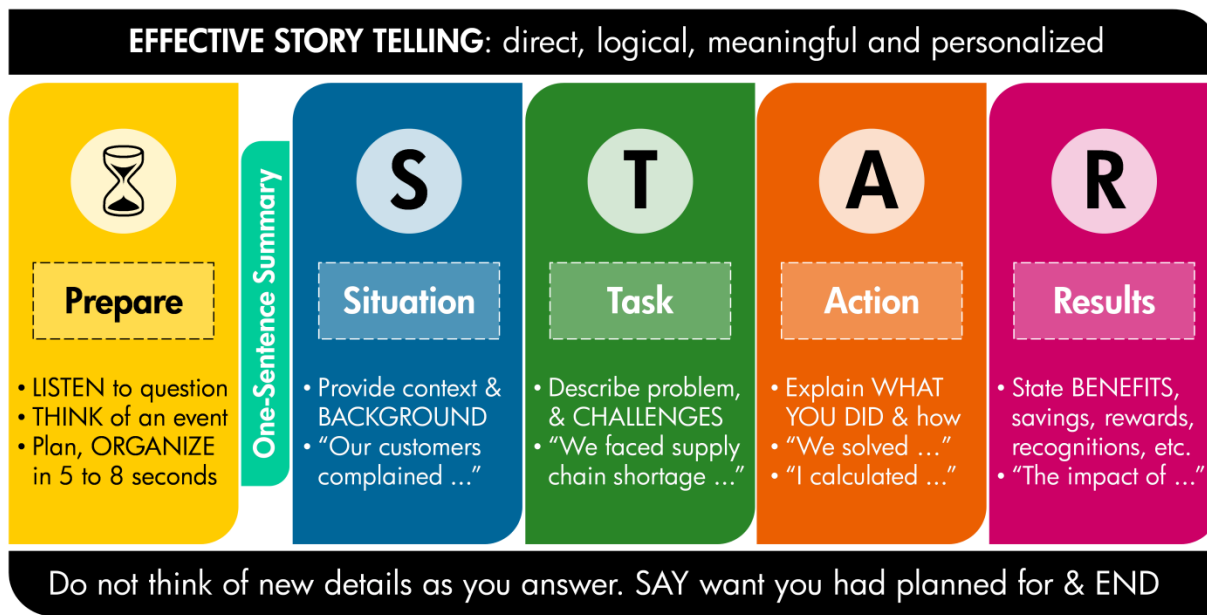 EFFECTIVE STORY TELLING: direct, logical, meaningful and personalized
Prepare
• LISTEN to question
• THINK of an event
• Plan, ORGANIZE
in 5 to 8 seconds
One-Sentence Summary
S
Situation
• Provide context &
BACKGROUND
• “Our customers
complained ...”
T
Task
• Describe problem,
& CHALLENGES
• “We faced supply
chain shortage ...”
A
Action
• Explain WHAT
YOU DID & how
• “We solved ...”
• “I calculated ...”
R
Results
• State BENEFITS,
savings, rewards,
recognitions, etc.
• “The impact of ...”
Do not think of new details as you answer. SAY want you had planned for & END